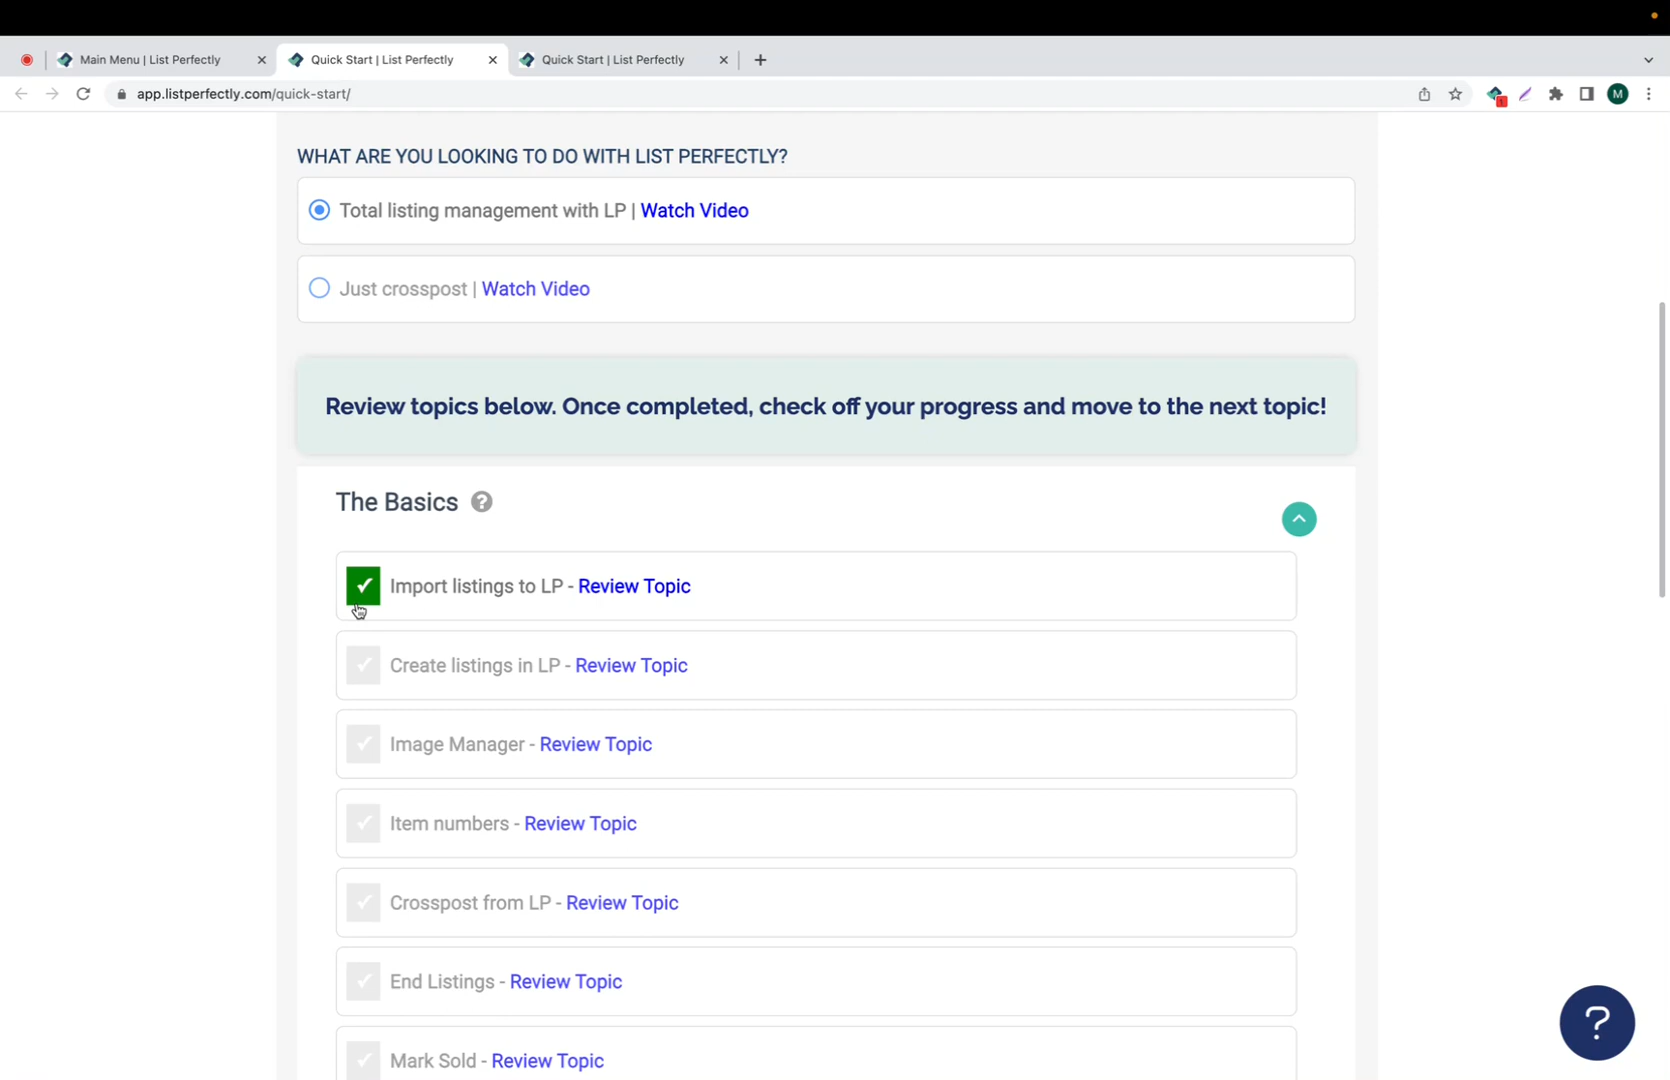 Main Menu | List Perfectly
Quick Start | List Perfectly
Quick Start | List Perfectly
app.listperfectly.com/quick-start/
1
M
WHAT ARE YOU LOOKING TO DO WITH LIST PERFECTLY?
Total listing management with LP | Watch Video
Just crosspost | Watch Video
Review topics below. Once completed, check off your progress and move to the next topic!
The Basics ?
Import listings to LP - Review Topic
Create listings in LP - Review Topic
Image Manager - Review Topic
Item numbers - Review Topic
Crosspost from LP - Review Topic
End Listings - Review Topic
?
Mark Sold - Review Topic